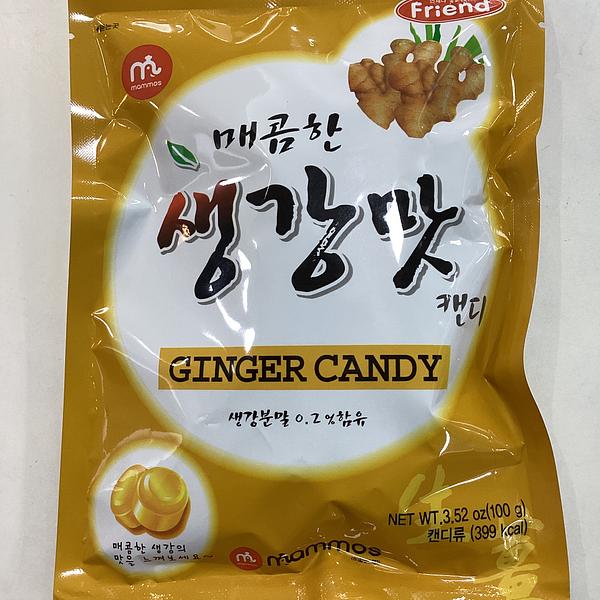 Friend
mammos
매콤한
생강맛
캔디
GINGER CANDY
생강분말 0.2%함유
生
薑
NET WT.3.52 oz(100 g)
캔디류 (399 kcal)
매콤한 생강의
맛을 느껴보세요~
mammos